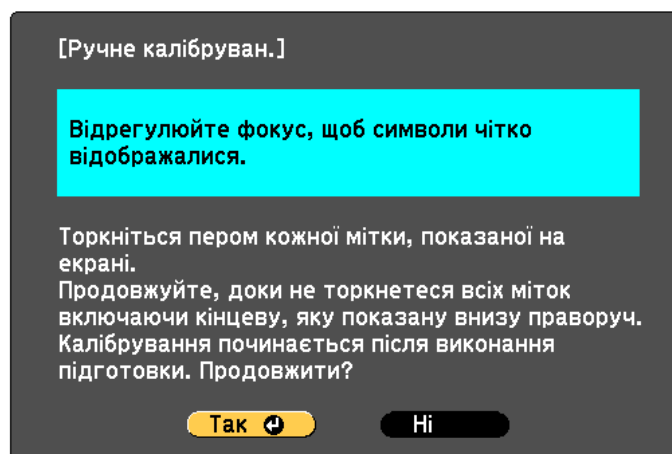 [Ручне калібруван.]
Відрегулюйте фокус, щоб символи чітко
відображалися.
Торкніться пером кожної мітки, показаної на
екрані.
Продовжуйте, доки не торкнетеся всіх міток
включаючи кінцеву, яку показану внизу праворуч.
Калібрування починається після виконання
підготовки. Продовжити?
Так Ні